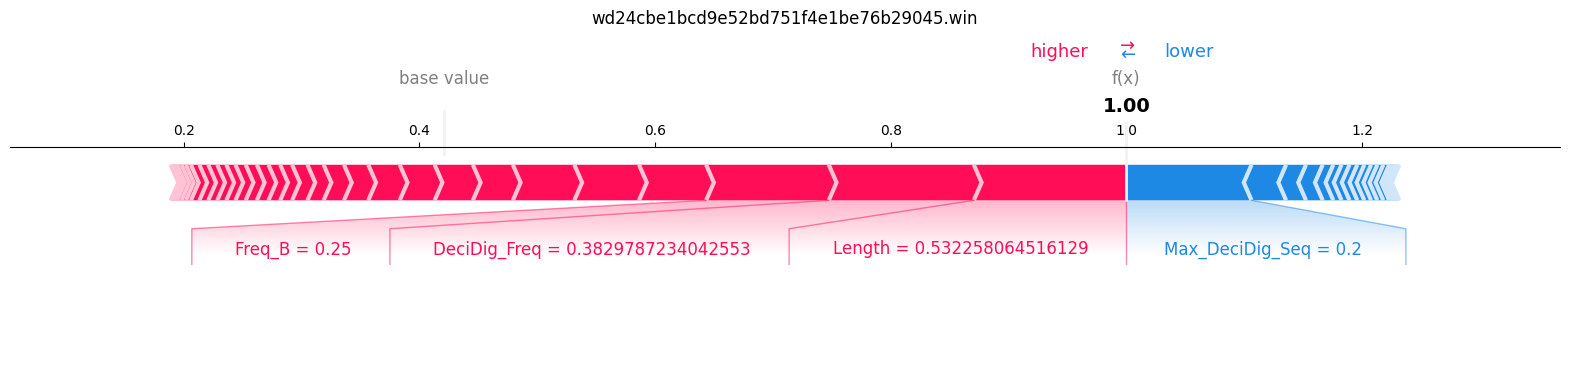 wd24cbe1bcd9e52bd751f4e1be76b29045.win
higher → ← lower
base value f(x)
1.00
0.2 0.4 0.6 0.8 1.0 1.2
Freq_B = 0.25 DeciDig_Freq = 0.3829787234042553 Length = 0.532258064516129 Max_DeciDig_Seq = 0.2